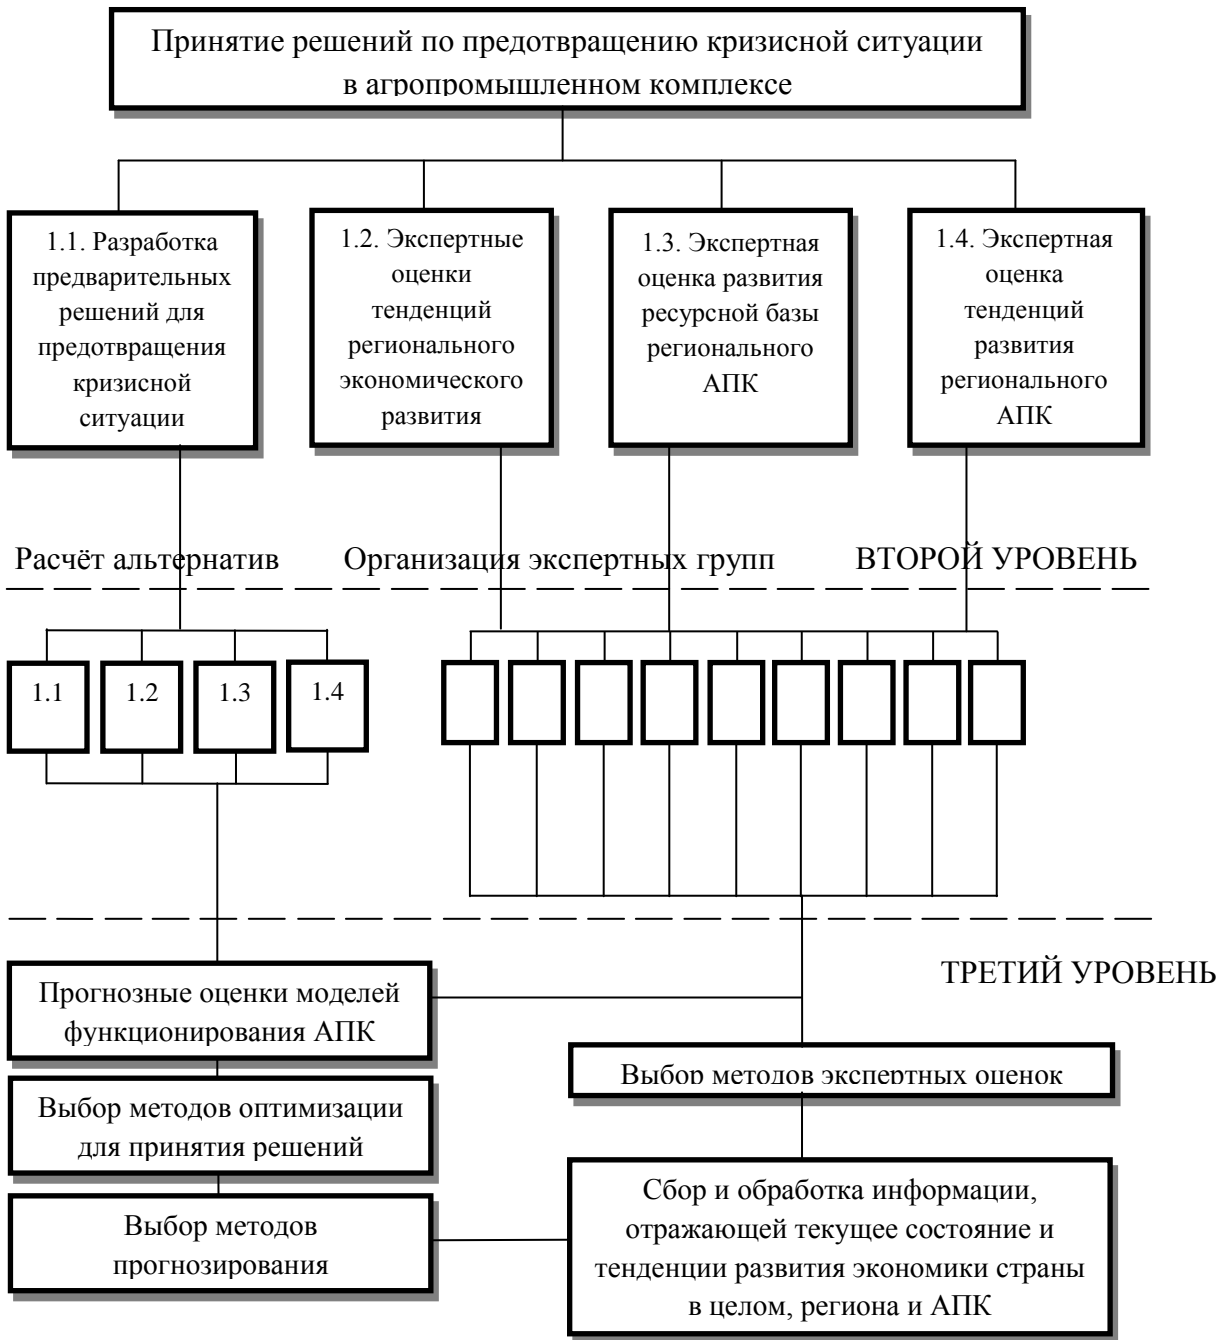 Принятие решений по предотвращению кризисной ситуации
в агропромышленном комплексе
1.1. Разработка
предварительных
решений для
предотвращения
кризисной
ситуации
1.2. Экспертные
оценки
тенденций
регионального
экономического
развития
1.3. Экспертная
оценка развития
ресурсной базы
регионального
АПК
1.4. Экспертная
оценка
тенденций
развития
регионального
АПК
Расчёт альтернатив
Организация экспертных групп
ВТОРОЙ УРОВЕНЬ
1.1
1.2
1.3
1.4
ТРЕТИЙ УРОВЕНЬ
Прогнозные оценки моделей
функционирования АПК
Выбор методов экспертных оценок
Выбор методов оптимизации
для принятия решений
Выбор методов
прогнозирования
Сбор и обработка информации,
отражающей текущее состояние и
тенденции развития экономики страны
в целом, региона и АПК